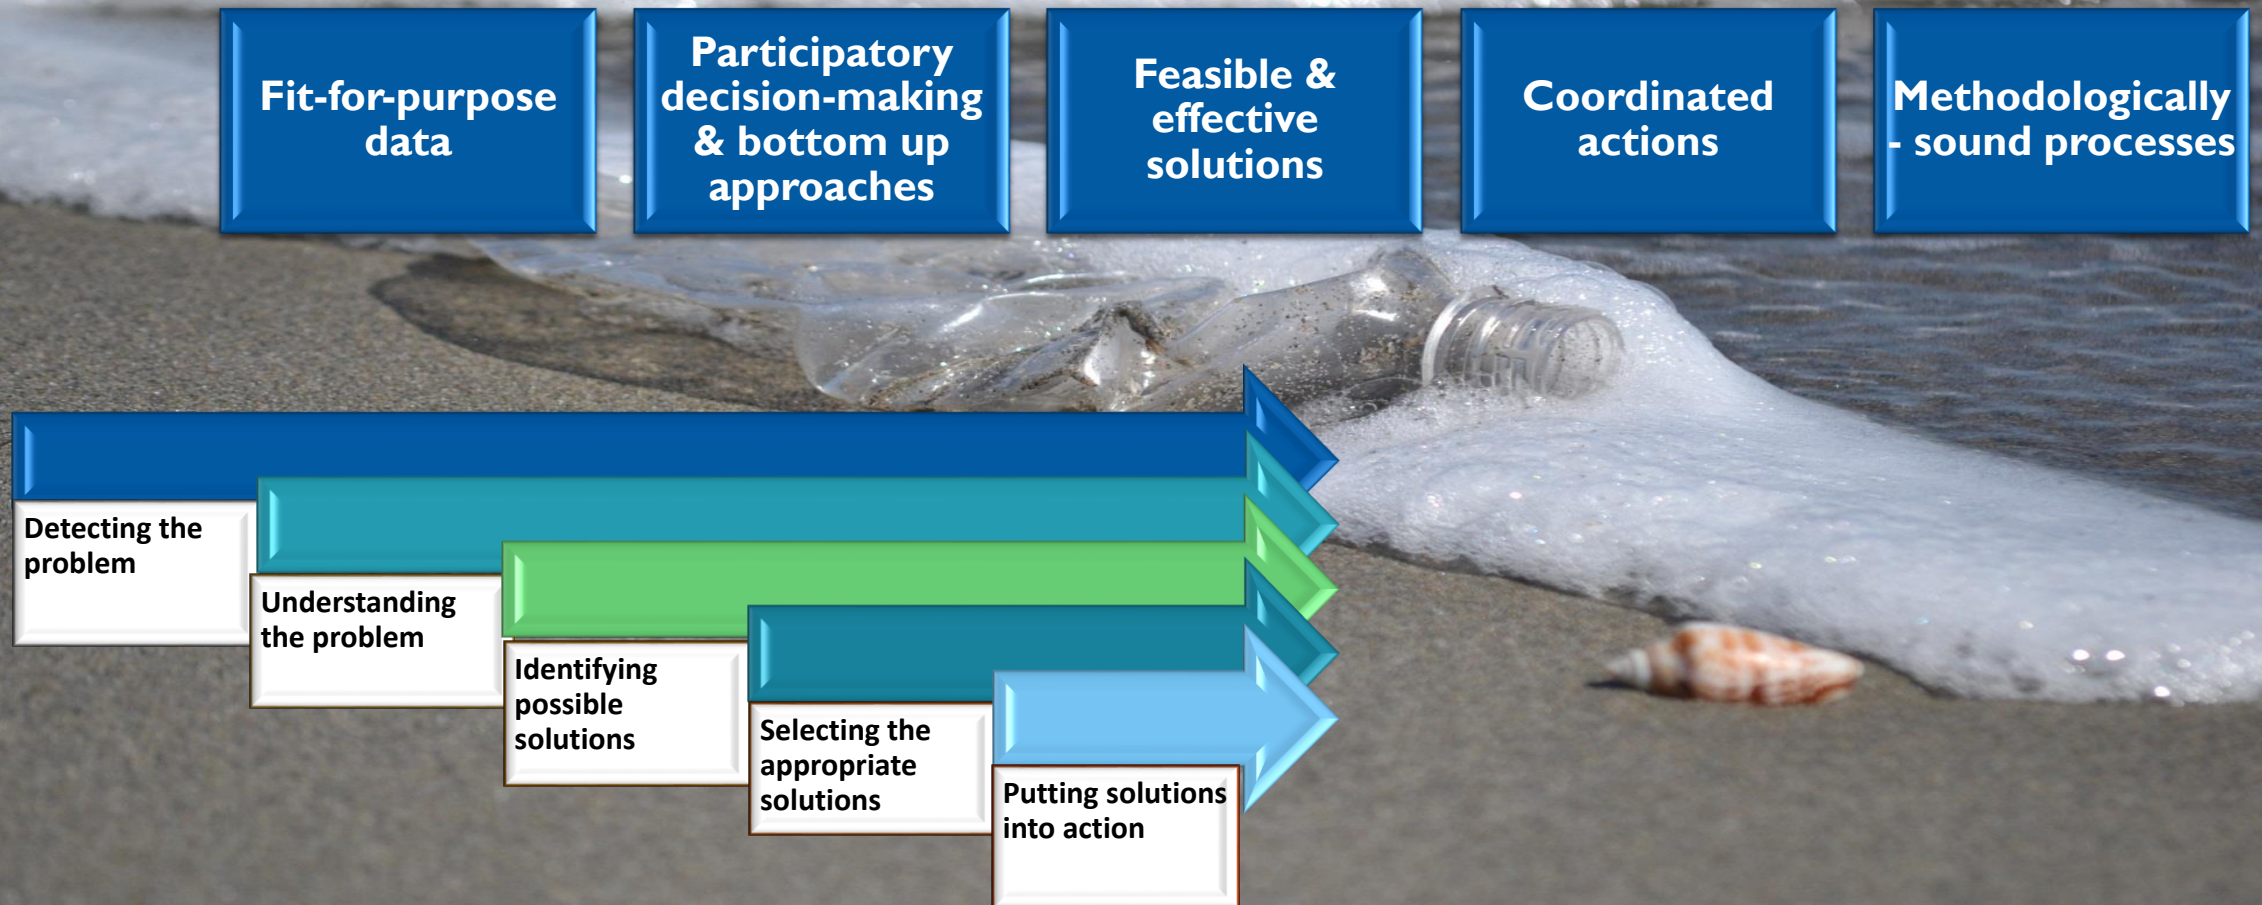 Fit-for-purpose
data
Participatory
decision-making
& bottom up
approaches
Feasible &
effective
solutions
Coordinated
actions
Methodologically
- sound processes
Detecting the
problem
Understanding
the problem
Identifying
possible
solutions
Selecting the
appropriate
solutions
Putting solutions
into action